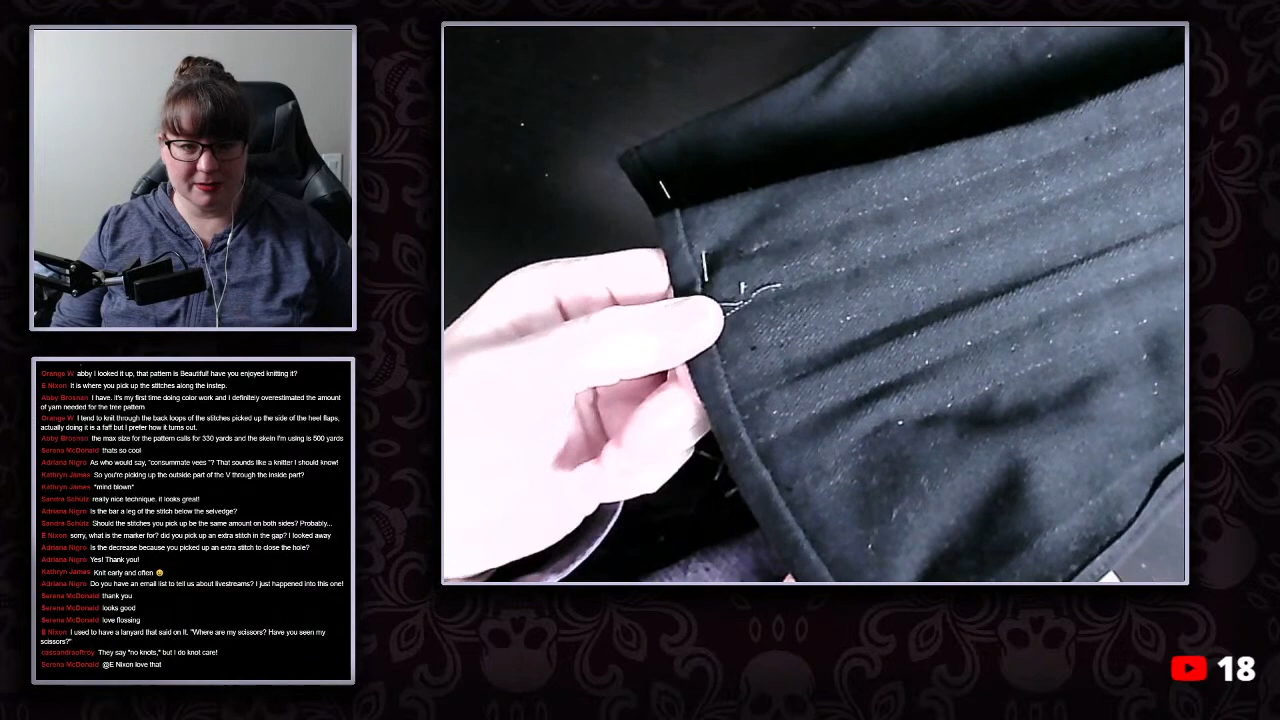 Orange W abby I looked it up, that pattern is Beautiful! have you enjoyed knitting it?
E Nixon It is where you pick up the stitches along the instep.
Abby Brosnan I have. It's my first time doing color work and I definitely overestimated the amount
of yarn needed for the tree pattern
Orange W I tend to knit through the back loops of the stitches picked up the side of the heel flaps,
actually doing it is a faff but I prefer how it turns out.
Abby Brosnan the max size for the pattern calls for 330 yards and the skein I'm using is 500 yards
Serena McDonald thats so cool
Adriana Nigro As who would say, "consummate vees"? That sounds like a knitter I should know!
Kathryn James So you're picking up the outside part of the V through the inside part?
Kathryn James *mind blown*
Sandra Schütz really nice technique. it looks great!
Adriana Nigro Is the bar a leg of the stitch below the selvedge?
Sandra Schütz Should the stitches you pick up be the same amount on both sides? Probably...
E Nixon sorry, what is the marker for? did you pick up an extra stitch in the gap? I looked away
Adriana Nigro Is the decrease because you picked up an extra stitch to close the hole?
Adriana Nigro Yes! Thank you!
Kathryn James Knit early and often 😉
Adriana Nigro Do you have an email list to tell us about livestreams? I just happened into this one!
Serena McDonald thank you
Serena McDonald looks good
Serena McDonald love flossing
E Nixon I used to have a lanyard that said on it. "Where are my scissors? Have you seen my
scissors?"
cassandraoffroy They say "no knots," but I do knot care!
Serena McDonald @E Nixon love that
18